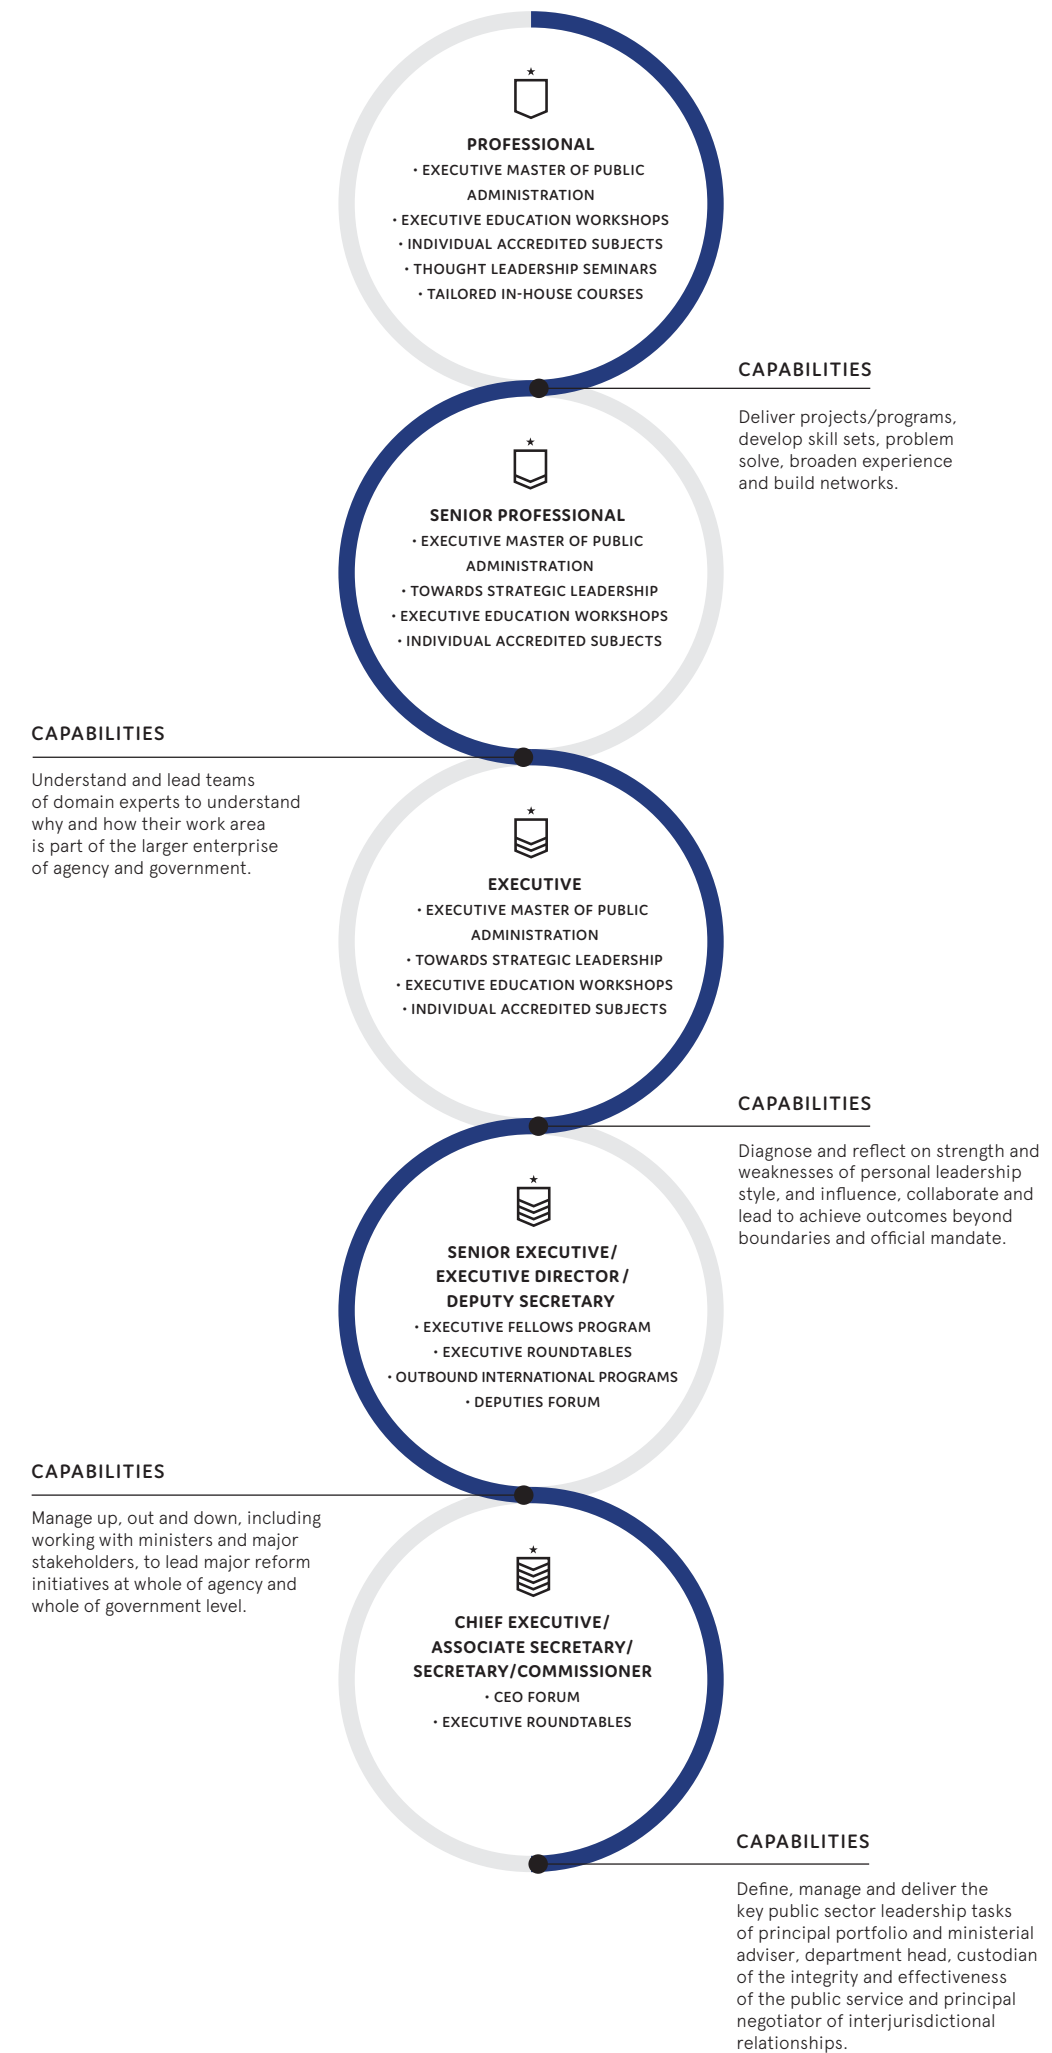 PROFESSIONAL
• EXECUTIVE MASTER OF PUBLIC
ADMINISTRATION
• EXECUTIVE EDUCATION WORKSHOPS
• INDIVIDUAL ACCREDITED SUBJECTS
• THOUGHT LEADERSHIP SEMINARS
• TAILORED IN-HOUSE COURSES
CAPABILITIES
Deliver projects/programs,
develop skill sets, problem
solve, broaden experience
and build networks.
SENIOR PROFESSIONAL
• EXECUTIVE MASTER OF PUBLIC
ADMINISTRATION
• TOWARDS STRATEGIC LEADERSHIP
• EXECUTIVE EDUCATION WORKSHOPS
• INDIVIDUAL ACCREDITED SUBJECTS
CAPABILITIES
Understand and lead teams
of domain experts to understand
why and how their work area
is part of the larger enterprise
of agency and government.
EXECUTIVE
• EXECUTIVE MASTER OF PUBLIC
ADMINISTRATION
• TOWARDS STRATEGIC LEADERSHIP
• EXECUTIVE EDUCATION WORKSHOPS
• INDIVIDUAL ACCREDITED SUBJECTS
CAPABILITIES
Diagnose and reflect on strength and
weaknesses of personal leadership
style, and influence, collaborate and
lead to achieve outcomes beyond
boundaries and official mandate.
SENIOR EXECUTIVE/
EXECUTIVE DIRECTOR/
DEPUTY SECRETARY
• EXECUTIVE FELLOWS PROGRAM
• EXECUTIVE ROUNDTABLES
• OUTBOUND INTERNATIONAL PROGRAMS
• DEPUTIES FORUM
CAPABILITIES
Manage up, out and down, including
working with ministers and major
stakeholders, to lead major reform
initiatives at whole of agency and
whole of government level.
CHIEF EXECUTIVE/
ASSOCIATE SECRETARY/
SECRETARY/COMMISSIONER
• CEO FORUM
• EXECUTIVE ROUNDTABLES
CAPABILITIES
Define, manage and deliver the
key public sector leadership tasks
of principal portfolio and ministerial
adviser, department head, custodian
of the integrity and effectiveness
of the public service and principal
negotiator of interjurisdictional
relationships.